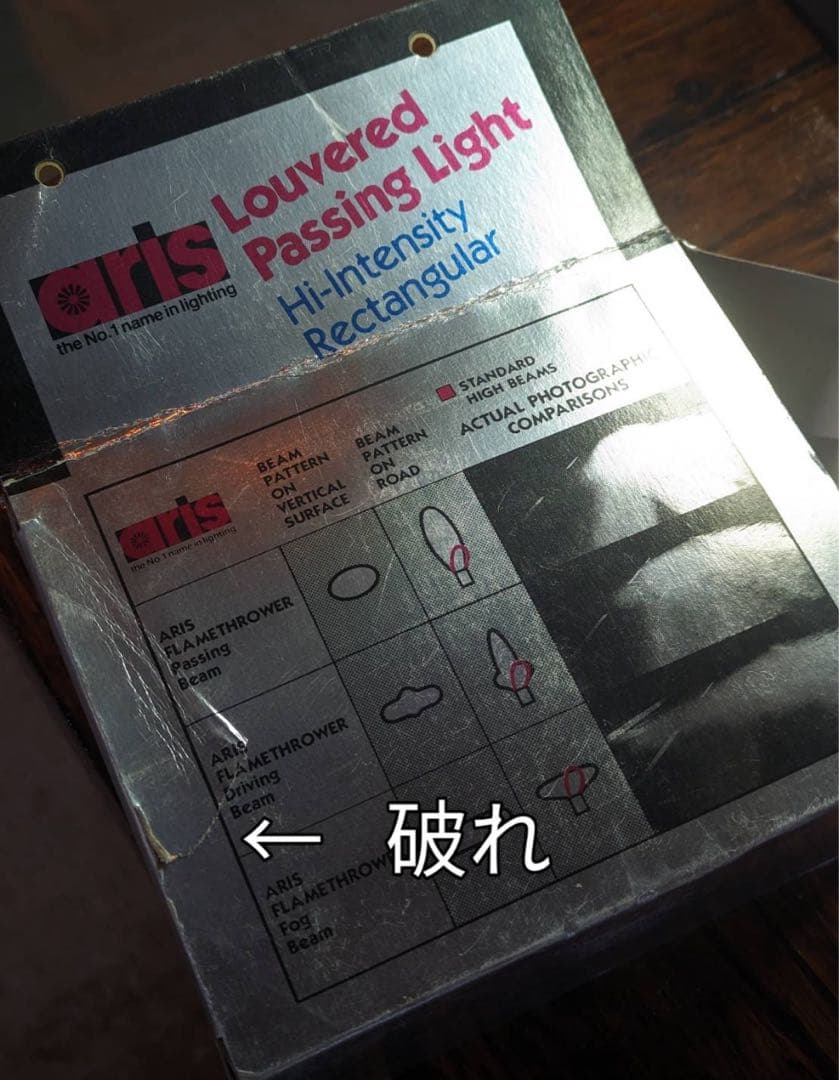 Louvered
Passing Light
Hi-Intensity
Rectangular
aris
the No.1 name in lighting
STANDARD
HIGH BEAMS
ACTUAL PHOTOGRAPHIC
COMPARISONS
BEAM
PATTERN
ON
VERTICAL
SURFACE
BEAM
PATTERN
ON
ROAD
aris
the No.1 name in lighting
ARIS
FLAMETHROWER
Passing
Beam
ARIS
FLAMETHROWER
Driving
Beam
← 破れ
ARIS
FLAMETHROWER
Fog
Beam